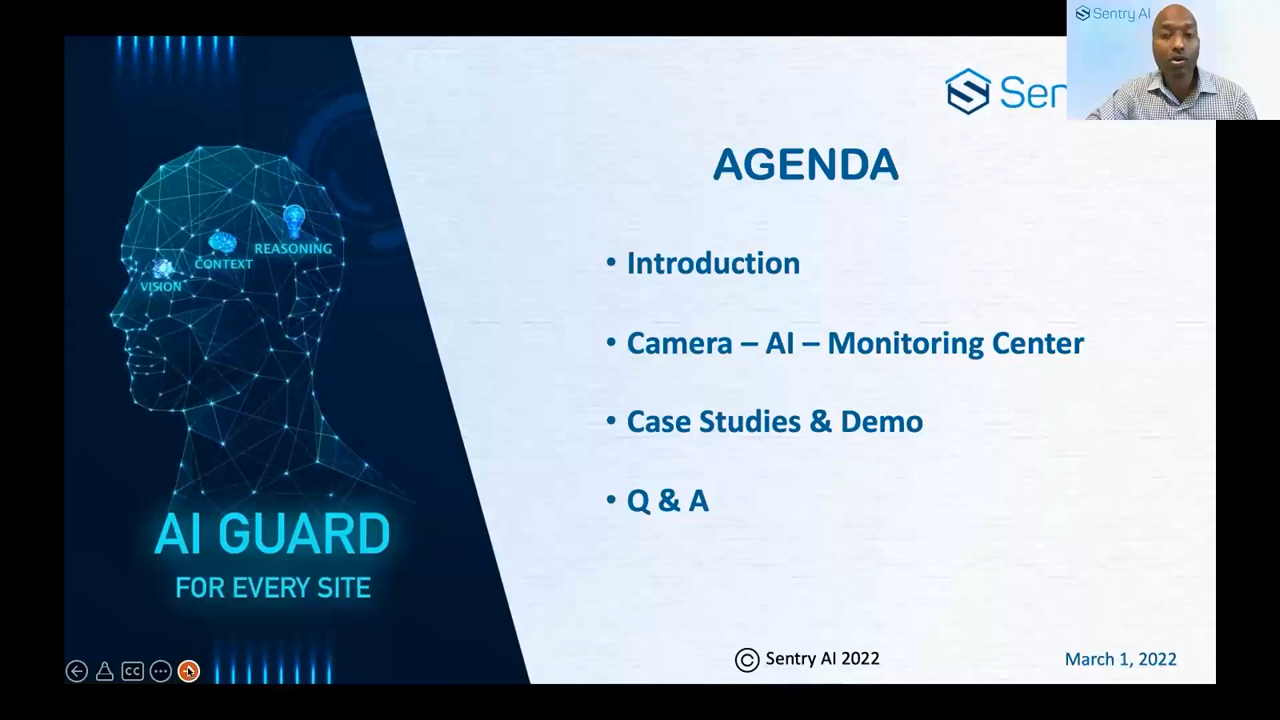 Sentry AI
Sen
AGENDA
• Introduction
• Camera – AI – Monitoring Center
• Case Studies & Demo
• Q & A
REASONING
CONTEXT
VISION
AI GUARD
FOR EVERY SITE
CC
© Sentry AI 2022
March 1, 2022